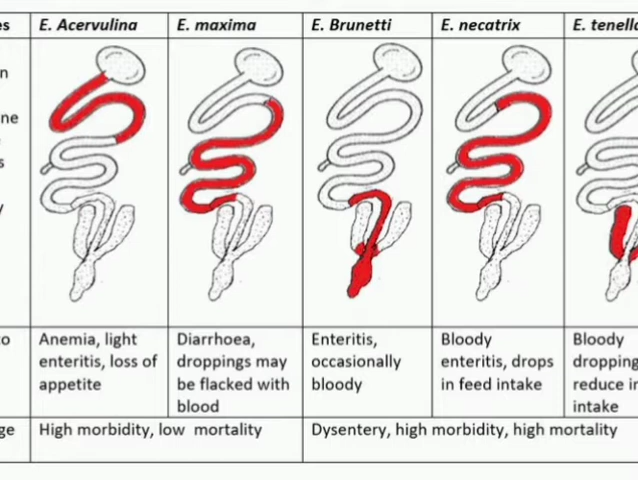 es E. Acervulina E. maxima E. Brunetti E. necatrix E. tenella
n
ne
s
y
to Anemia, light Diarrhoea, Enteritis, Bloody Bloody
enteritis, loss of droppings may occasionally enteritis, drops dropping
appetite be flacked with bloody in feed intake reduce in
blood intake
ge High morbidity, low mortality Dysentery, high morbidity, high mortality